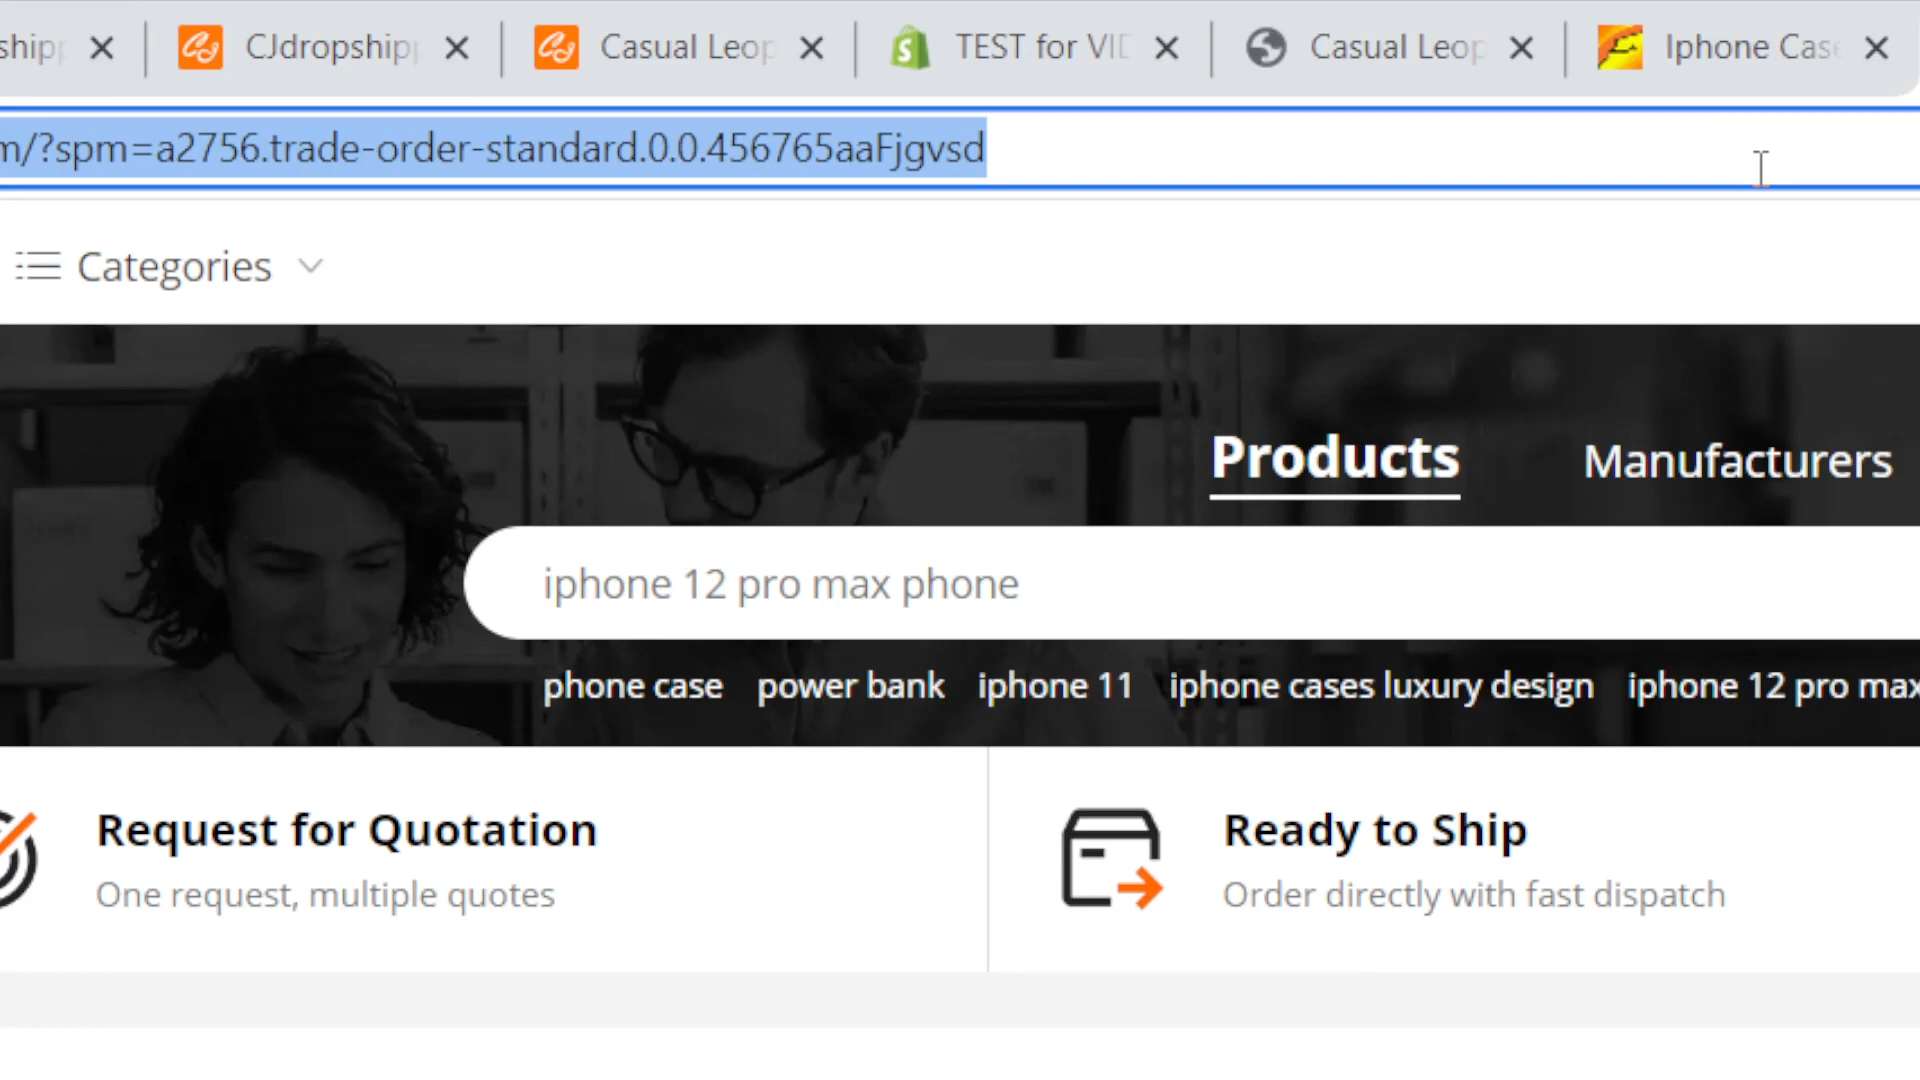 shipp CJdropshipp Casual Leop TEST for VID Casual Leop Iphone Case
m/?spm=a2756.trade-order-standard.0.0.456765aaFjgvsd
Categories
Products Manufacturers
iphone 12 pro max phone
phone case power bank iphone 11 iphone cases luxury design iphone 12 pro max
Request for Quotation Ready to Ship
One request, multiple quotes Order directly with fast dispatch